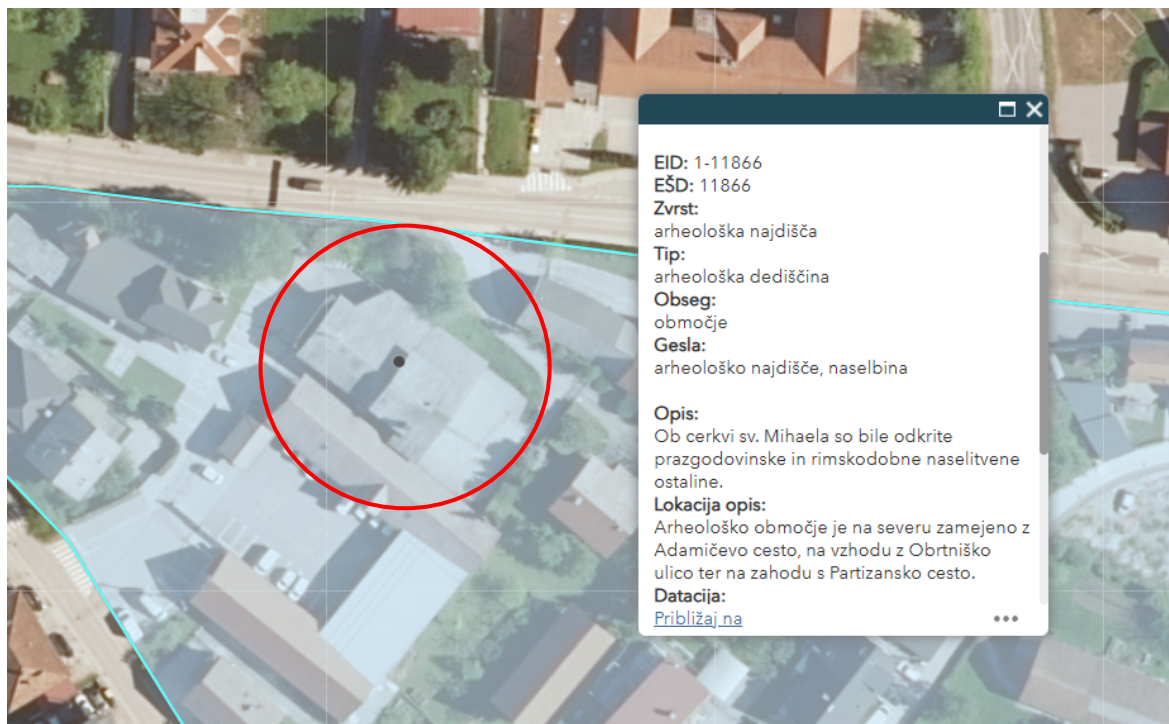 EID: 1-11866
EŠD: 11866
Zvrst:
arheološka najdišča
Tip:
arheološka dediščina
Obseg:
območje
Gesla:
arheološko najdišče, naselbina
Opis:
Ob cerkvi sv. Mihaela so bile odkrite
prazgodovinske in rimskodobne naselitvene
ostaline.
Lokacija opis:
Arheološko območje je na severu zamejeno z
Adamičevo cesto, na vzhodu z Obrtniško
ulico ter na zahodu s Partizansko cesto.
Datacija:
Približaj na